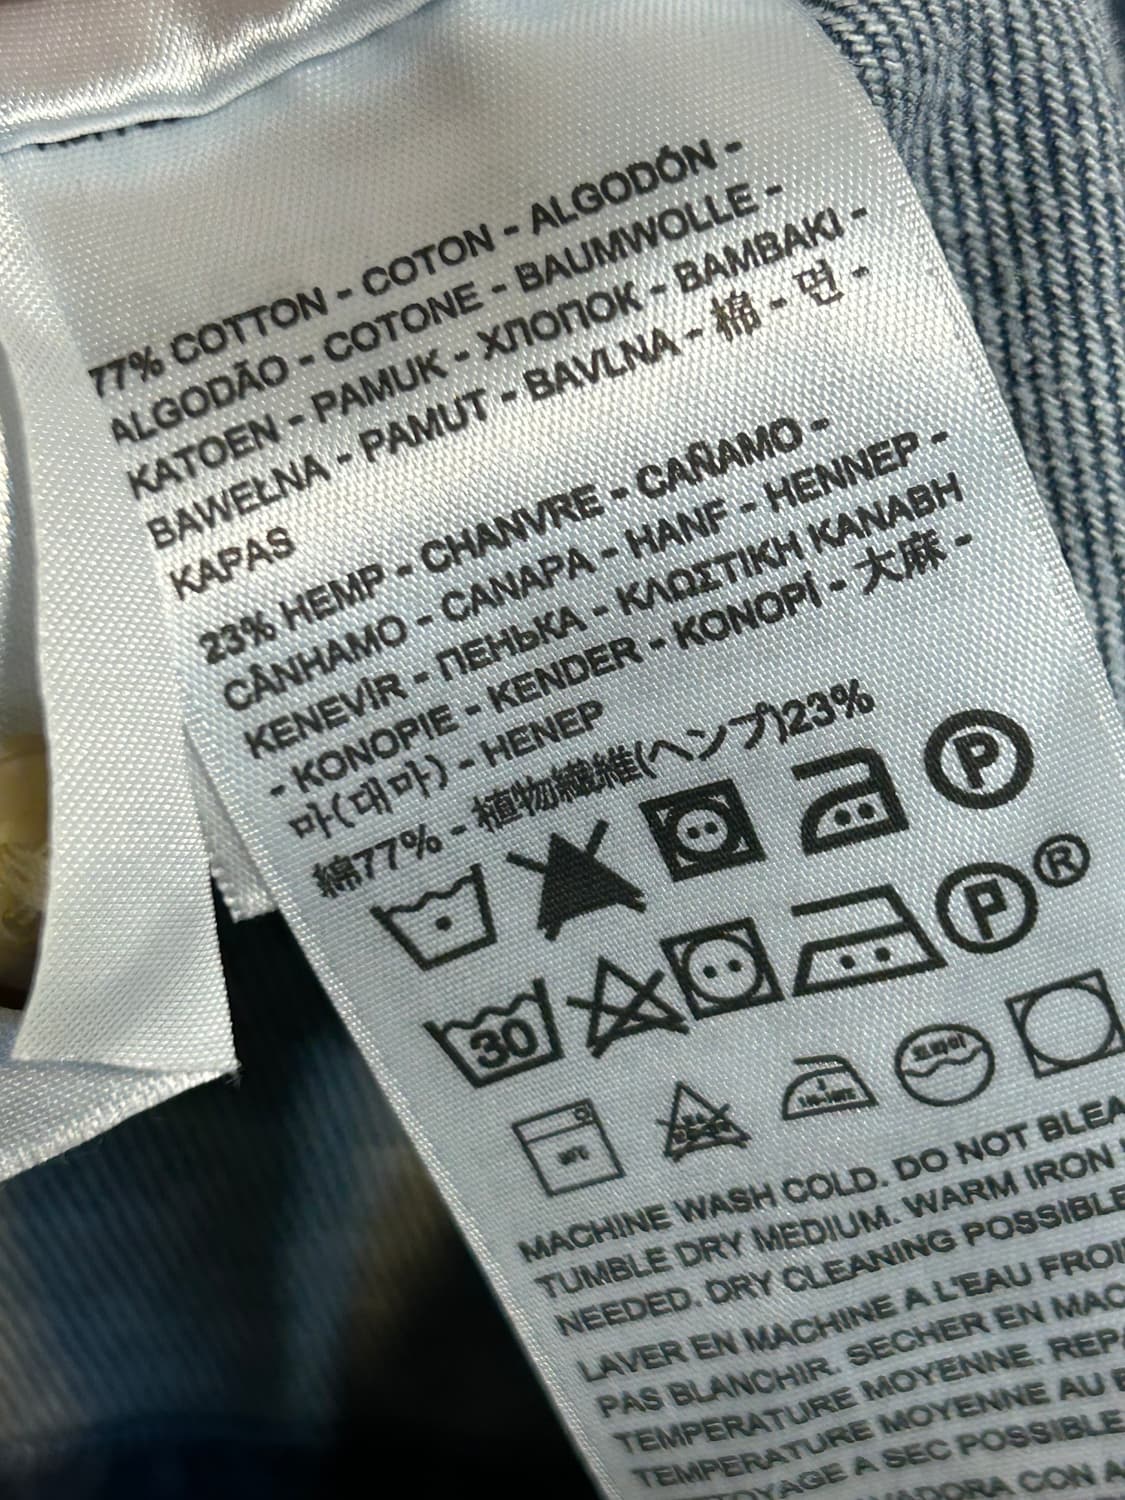 77% COTTON - COTON - ALGODÓN -
ALGODÃO - COTONE - BAUMWOLLE -
KATOEN - PAMUK - ХЛОПОК - BAMBAKI -
BAWEŁNA - PAMUT - BAVLNA - 棉 - 면 -
KAPAS
23% HEMP - CHANVRE - CAÑAMO -
CÂNHAMO - CANAPA - HANF - HENNEP -
KENEVİR - ПЕНЬКА - ΚΛΩΣΤΙΚΗ ΚΑΝΑΒΗ
- KONOPIE - KENDER - KONOPÍ - 大麻 -
마(대마) - HENEP
綿77% - 植物繊維(ヘンプ)23%
P
P ®
30
MACHINE WASH COLD. DO NOT
TUMBLE DRY MEDIUM. WARM IRON
NEEDED. DRY CLEANING POSSIBLE
LAVER EN MACHINE A L'EAU
PAS BLANCHIR. SECHER EN
TEMPERATURE MOYENNE.
TEMPERATURE MOYENNE AU
A SEC POSSIBLE
CON